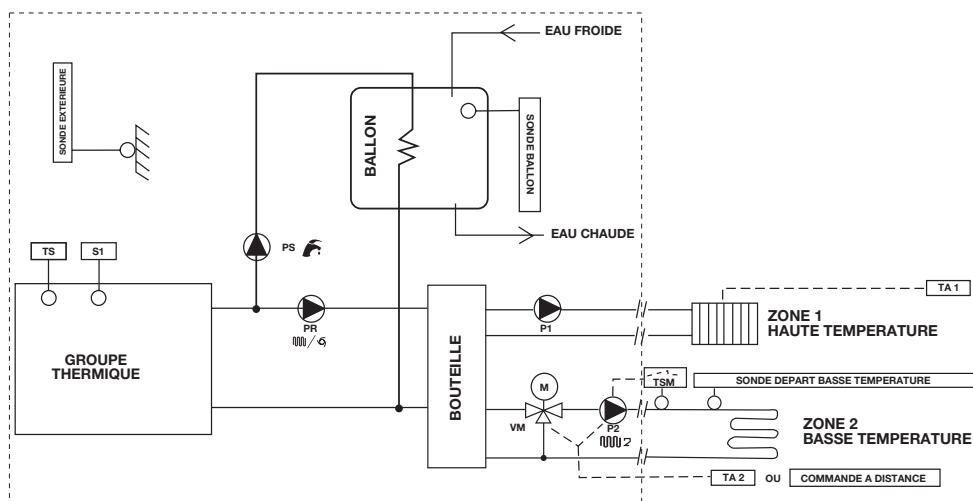 EAU FROIDE
SONDE EXTERIEURE
BALLON
SONDE BALLON
EAU CHAUDE
PS
TS
S1
TA 1
PR
P1
ZONE 1
HAUTE TEMPERATURE
GROUPE
THERMIQUE
BOUTEILLE
M
TSM
SONDE DEPART BASSE TEMPERATURE
VM
P2
ZONE 2
BASSE TEMPERATURE
TA 2 OU COMMANDE A DISTANCE